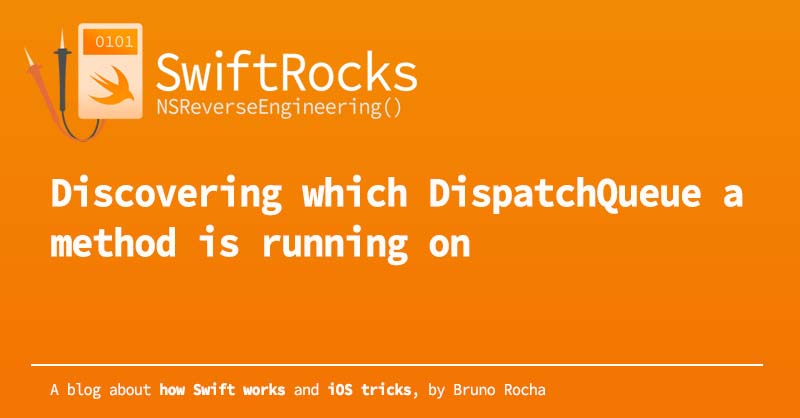 0101
SwiftRocks
NSReverseEngineering()
Discovering which DispatchQueue a
method is running on
A blog about how Swift works and iOS tricks, by Bruno Rocha